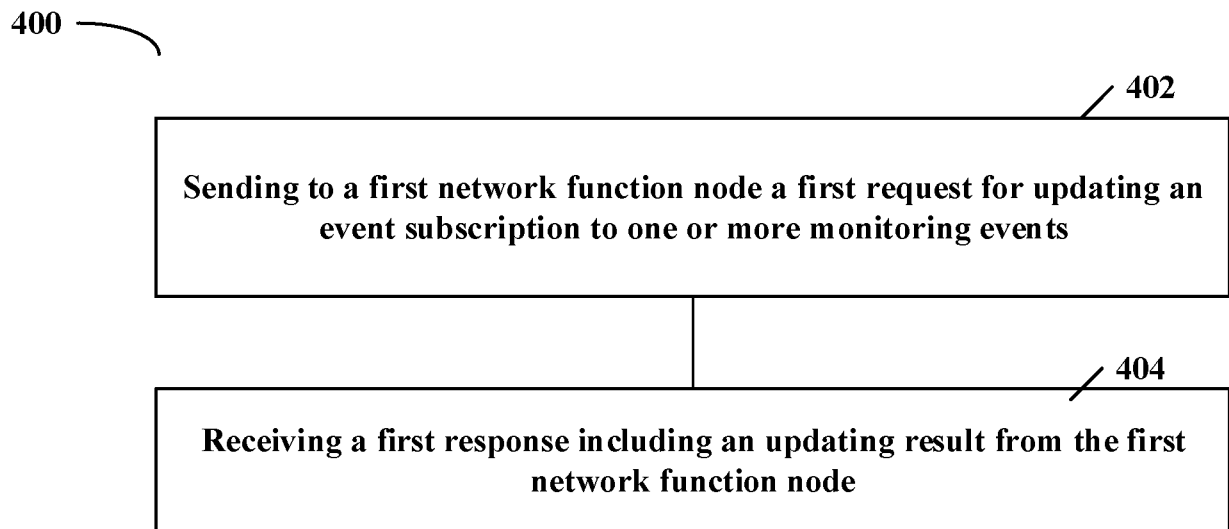 400
402
Sending to a first network function node a first request for updating an
event subscription to one or more monitoring events
404
Receiving a first response including an updating result from the first
network function node